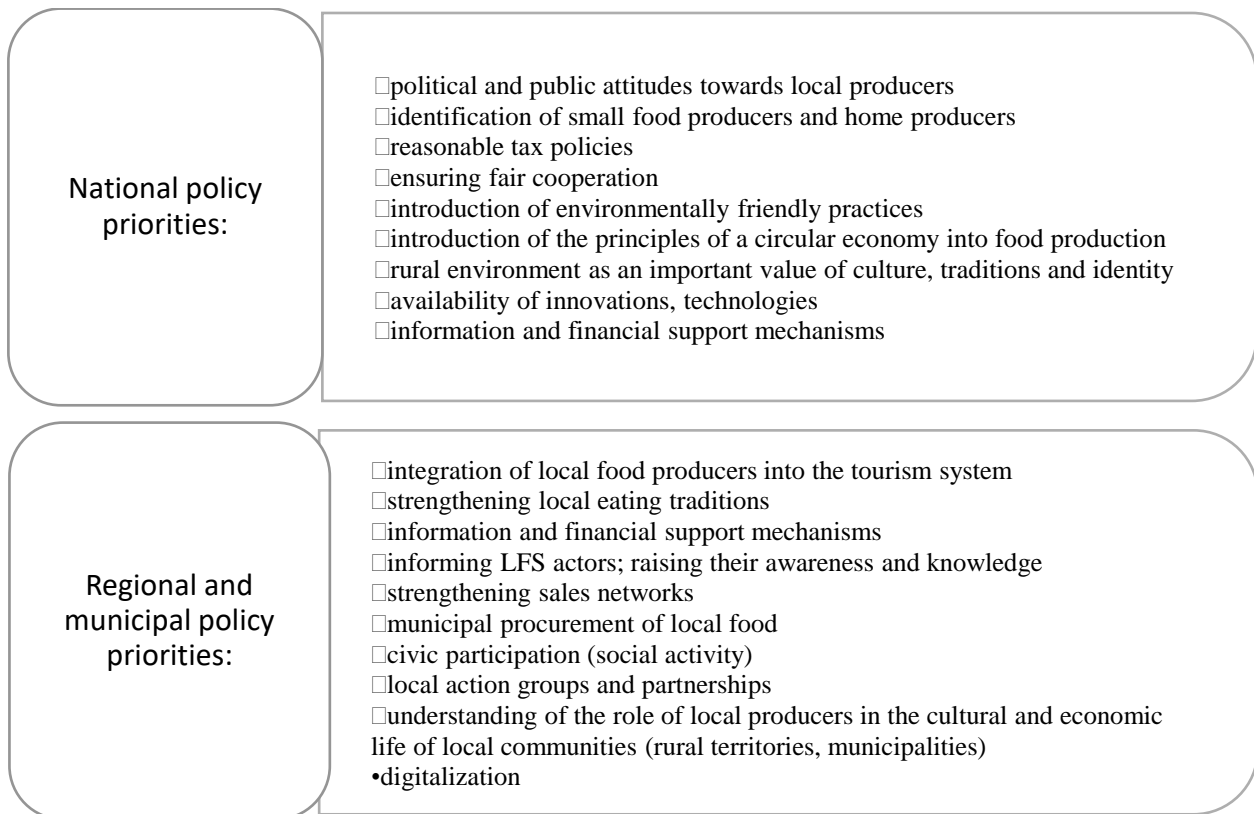 National policy
priorities:
□political and public attitudes towards local producers
□identification of small food producers and home producers
□reasonable tax policies
□ensuring fair cooperation
□introduction of environmentally friendly practices
□introduction of the principles of a circular economy into food production
□rural environment as an important value of culture, traditions and identity
□availability of innovations, technologies
□information and financial support mechanisms
Regional and
municipal policy
priorities:
□integration of local food producers into the tourism system
□strengthening local eating traditions
□information and financial support mechanisms
□informing LFS actors; raising their awareness and knowledge
□strengthening sales networks
□municipal procurement of local food
□civic participation (social activity)
□local action groups and partnerships
□understanding of the role of local producers in the cultural and economic
life of local communities (rural territories, municipalities)
•digitalization